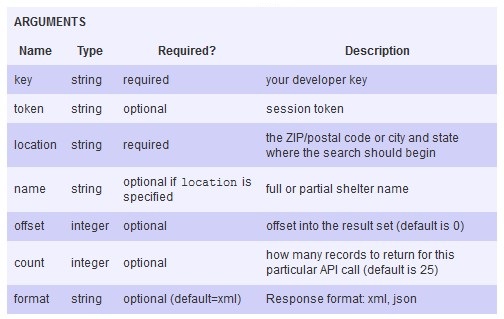 ARGUMENTS
Name Type Required? Description
key string required your developer key
token string optional session token
location string required the ZIP/postal code or city and state
where the search should begin
name string optional if location is
specified full or partial shelter name
offset integer optional offset into the result set (default is 0)
count integer optional how many records to return for this
particular API call (default is 25)
format string optional (default=xml) Response format: xml, json